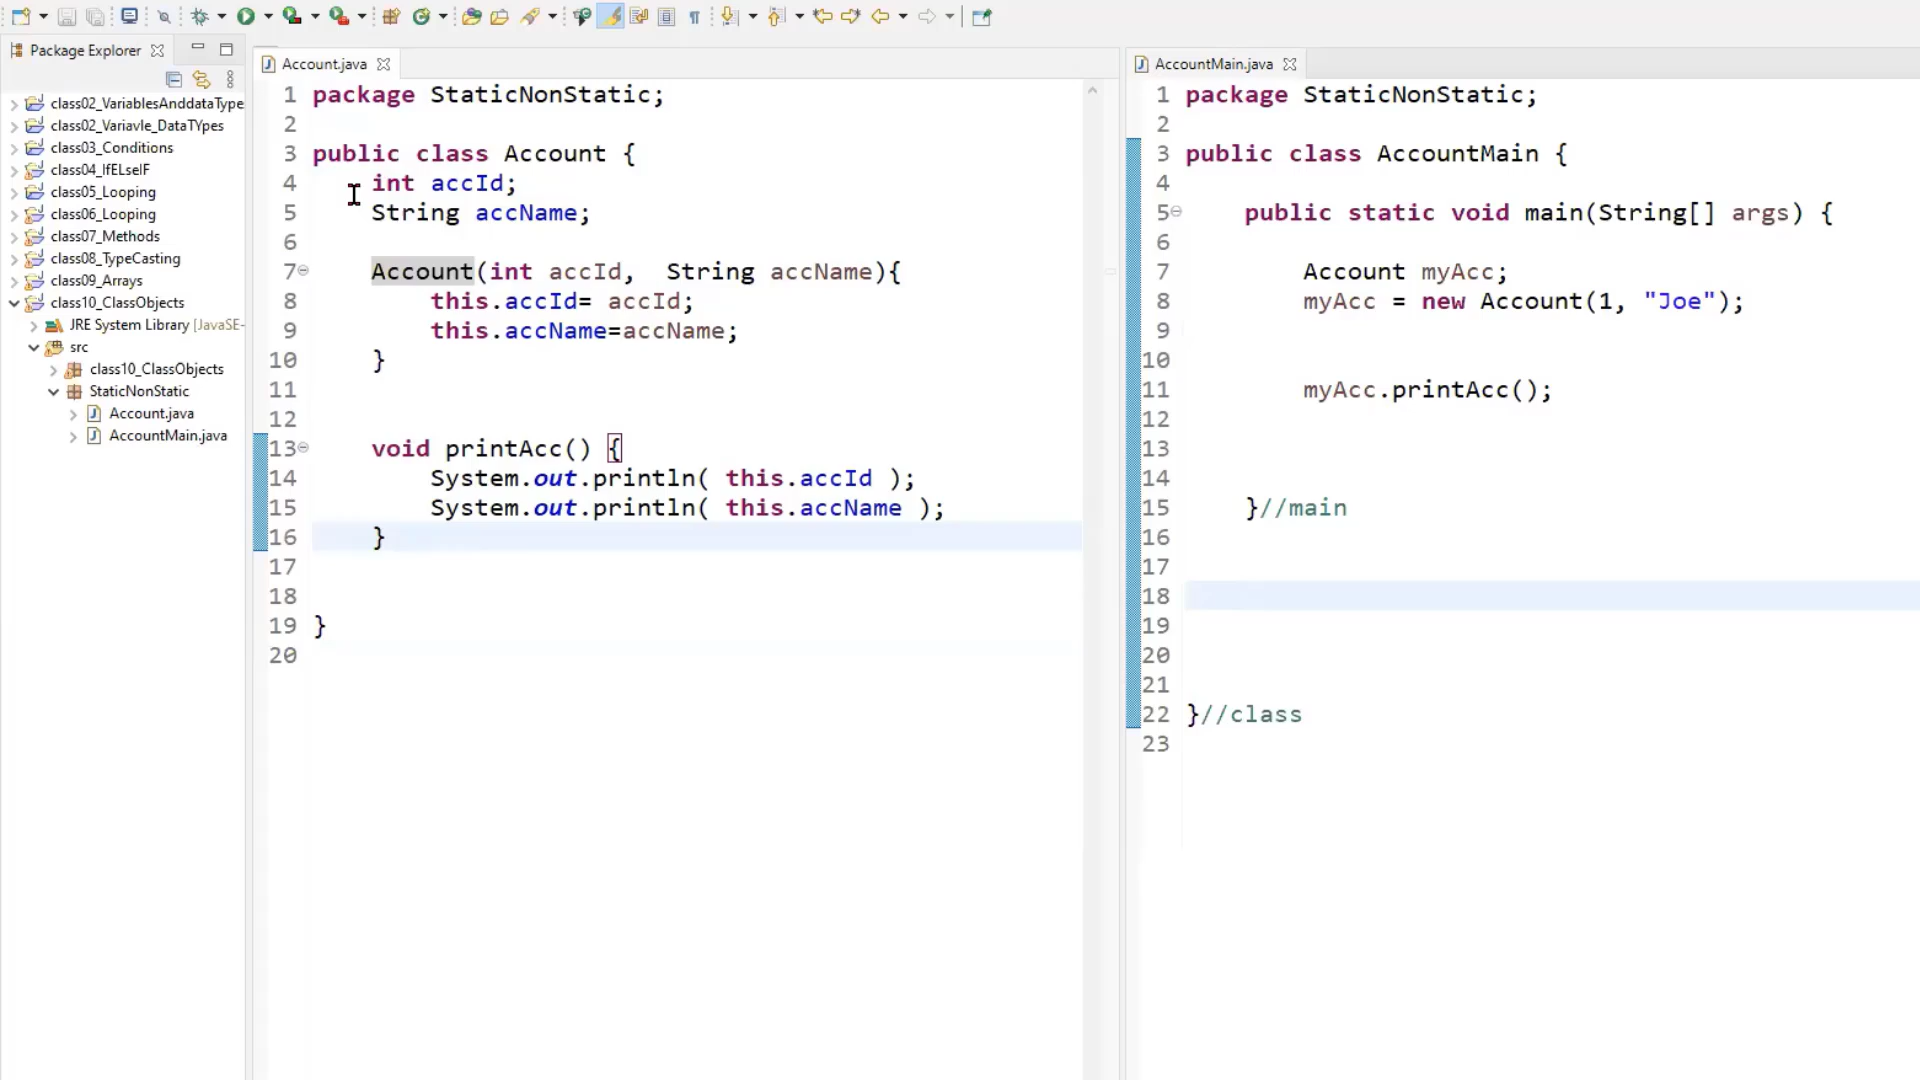 Package Explorer
class02_VariablesAnddataType
class02_Variavle_DataTYpes
class03_Conditions
class04_IfELselF
class05_Looping
class06_Looping
class07_Methods
class08_TypeCasting
class09_Arrays
class10_ClassObjects
JRE System Library [JavaSE-
src
class10_ClassObjects
StaticNonStatic
Account.java
AccountMain.java
Account.java
1 package StaticNonStatic;
2
3 public class Account {
4 int accId;
5 String accName;
6
7 Account(int accId,  String accName){
8 this.accId= accId;
9 this.accName=accName;
10 }
11
12
13 void printAcc() {
14 System.out.println( this.accId );
15 System.out.println( this.accName );
16 }
17
18
19 }
20
AccountMain.java
1 package StaticNonStatic;
2
3 public class AccountMain {
4
5 public static void main(String[] args) {
6
7 Account myAcc;
8 myAcc = new Account(1, "Joe");
9
10
11 myAcc.printAcc();
12
13
14
15 }//main
16
17
18
19
20
21
22 }//class
23